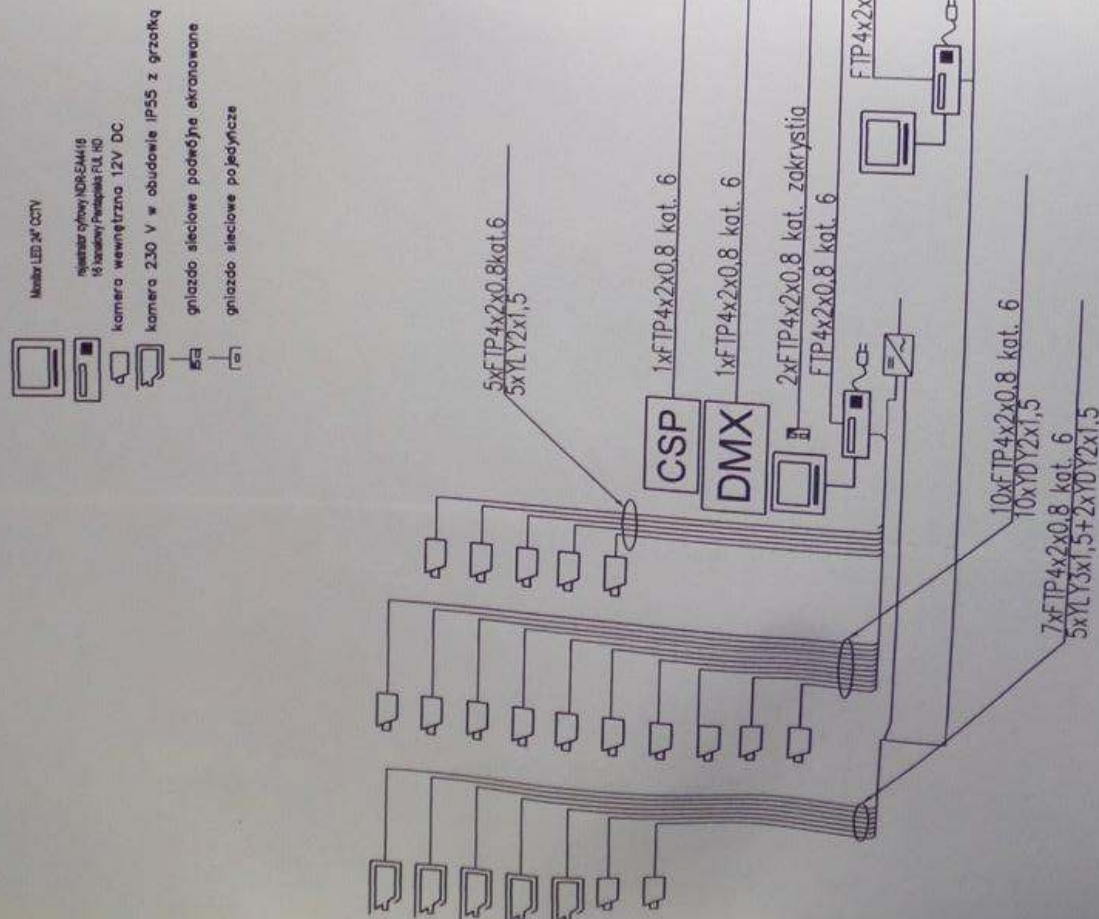 Monitor LED 24" CCTV
rejestrator cyfrowy NDR-EA4416
16 kanałowy Pentapleks FUL HD
kamera wewnętrzna 12V DC
kamera 230 V w obudowie IP55 z grzałką
gniazdo sieciowe podwójne ekranowane
gniazdo sieciowe pojedyńcze
5xFTP4x2x0,8kat.6
5xYLY2x1,5
CSP
1xFTP4x2x0,8 kat. 6
DMX
1xFTP4x2x0,8 kat. 6
2xFTP4x2x0,8 kat. zakrystia
FTP4x2x0,8 kat. 6
FTP4x2x
10xFTP4x2x0,8 kat. 6
10xYDY2x1,5
7xFTP4x2x0,8 kat. 6
5xYLY3x1,5+2xYDY2x1,5